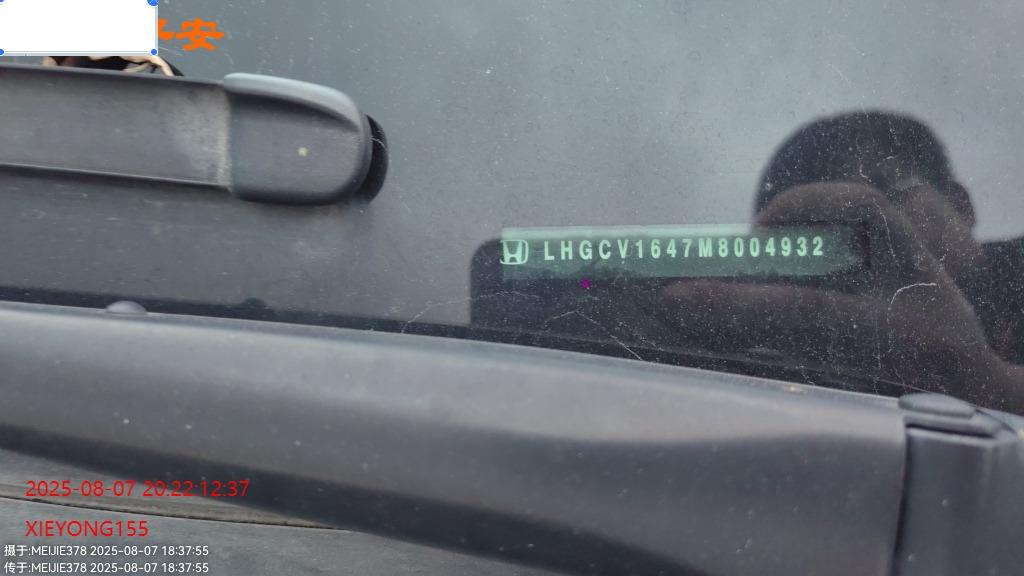 安
LHGCV1647M8004932
2025-08-07 20:22:12:37
XIEYONG155
摄于:MEIJIE378 2025-08-07 18:37:55
传于:MEIJIE378 2025-08-07 18:37:55